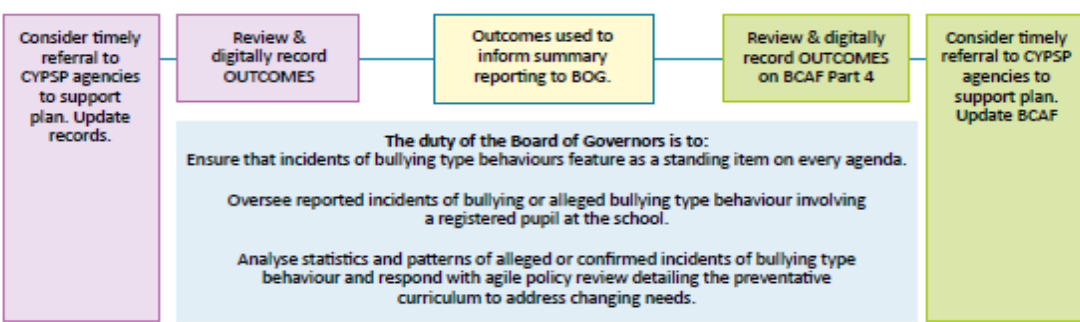 Consider timely
referral to
CYPSP agencies
to support
plan. Update
records.
Review &
digitally record
OUTCOMES
Outcomes used to
inform summary
reporting to BOG.
Review & digitally
record OUTCOMES
on BCAF Part 4
Consider timely
referral to CYPSP
agencies to
support plan.
Update BCAF
The duty of the Board of Governors is to:
Ensure that incidents of bullying type behaviours feature as a standing item on every agenda.
Oversee reported incidents of bullying or alleged bullying type behaviour involving
a registered pupil at the school.
Analyse statistics and patterns of alleged or confirmed incidents of bullying type
behaviour and respond with agile policy review detailing the preventative
curriculum to address changing needs.